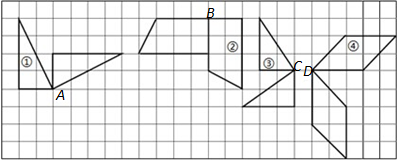 B
② ④
① ③ C D
A